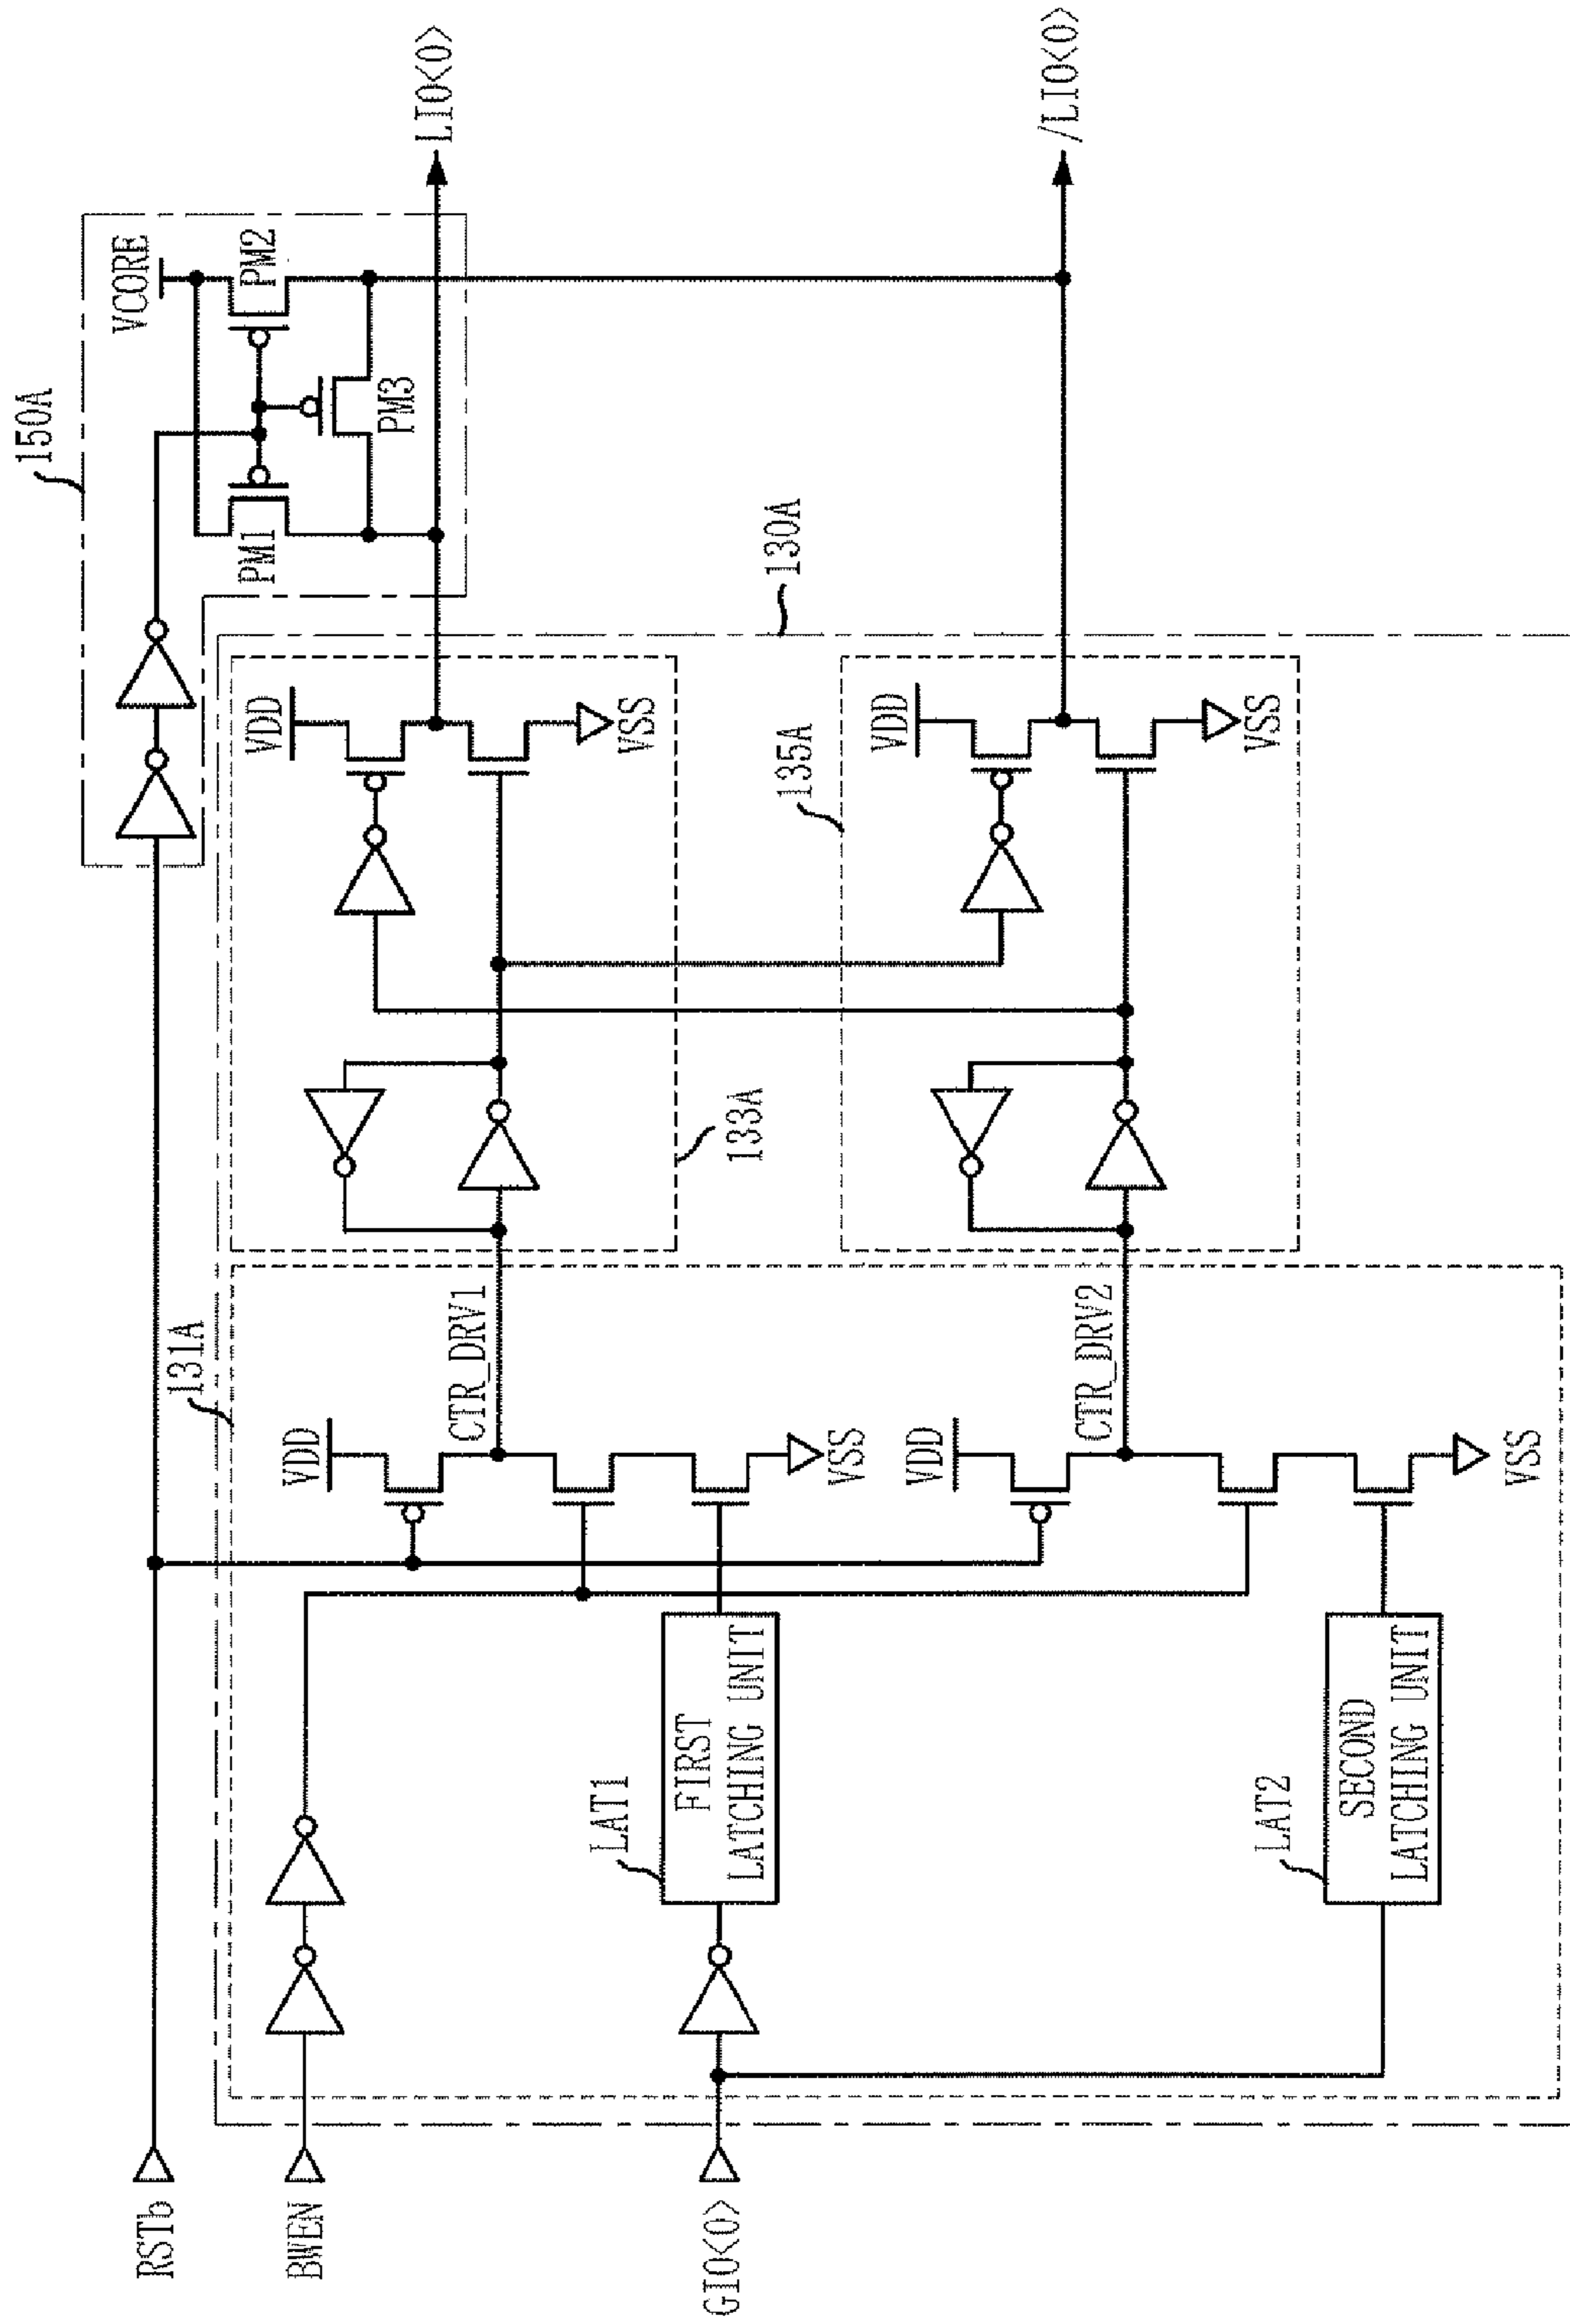 150A
VCORE
PM1
PM2
PM3
LIO<0>
130A
RSTb
131A
VDD
VDD
BWEN
CTR_DRV1
VSS
133A
VSS
LAT1
FIRST
LATCHING UNIT
135A
GIO<0>
VSS
VDD
VDD
CTR_DRV2
/LIO<0>
LAT2
SECOND
LATCHING UNIT
VSS